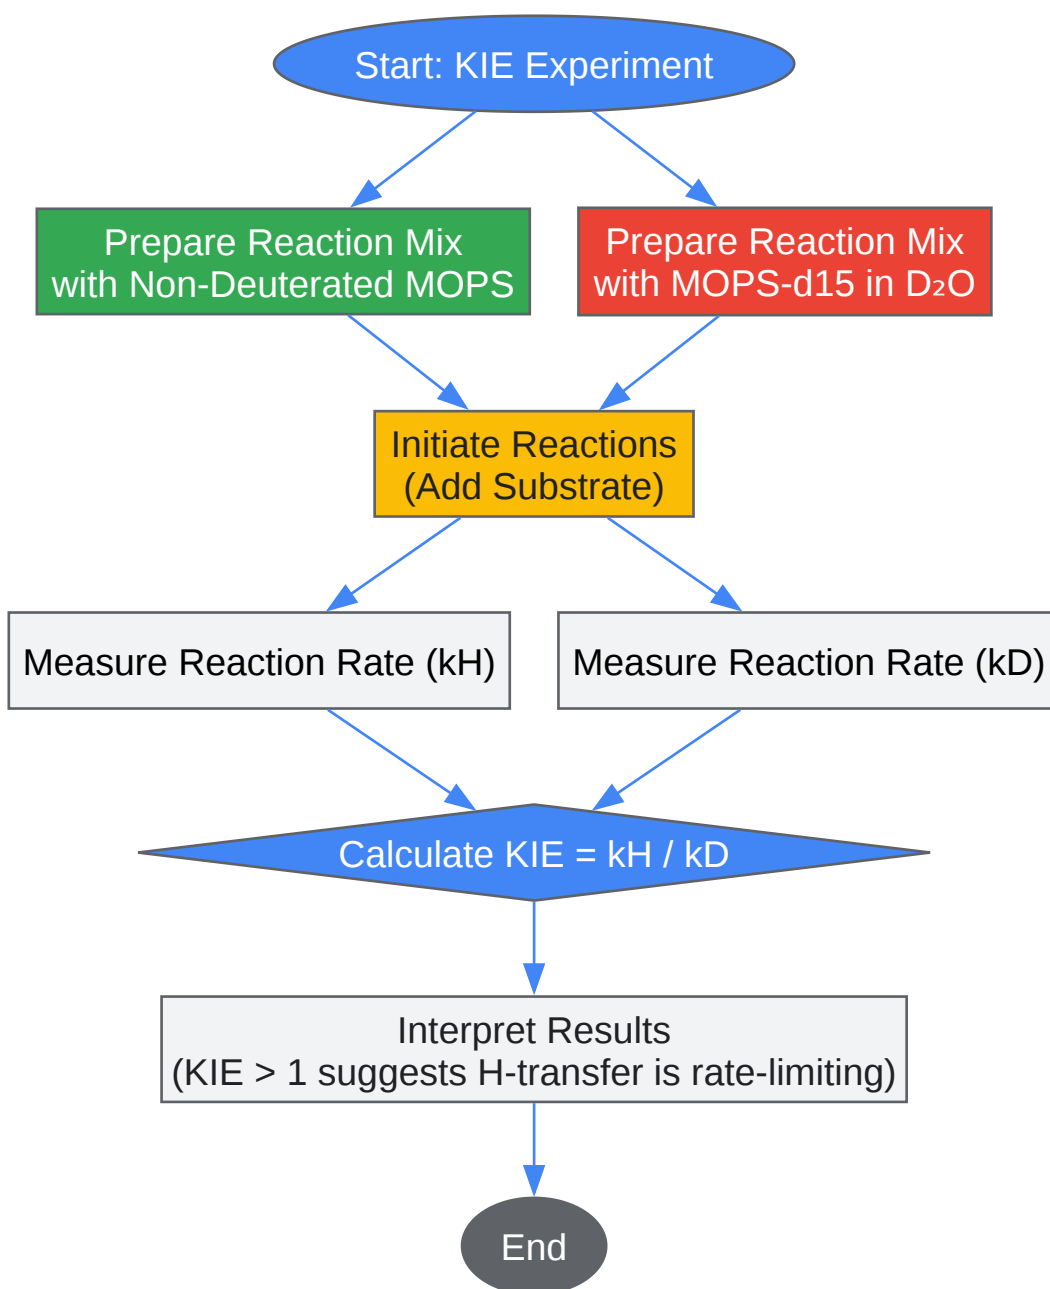 Start: KIE Experiment
Prepare Reaction Mix
with Non-Deuterated MOPS
Prepare Reaction Mix
with MOPS-d15 in D₂O
Initiate Reactions
(Add Substrate)
Measure Reaction Rate (kH)
Measure Reaction Rate (kD)
Calculate KIE = kH / kD
Interpret Results
(KIE > 1 suggests H-transfer is rate-limiting)
End